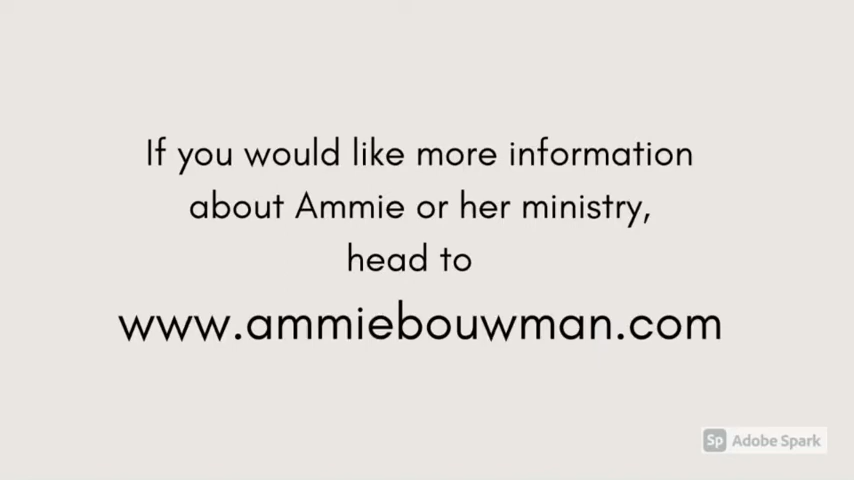 If you would like more information
about Ammie or her ministry,
head to
www.ammiebouwman.com
Sp Adobe Spark